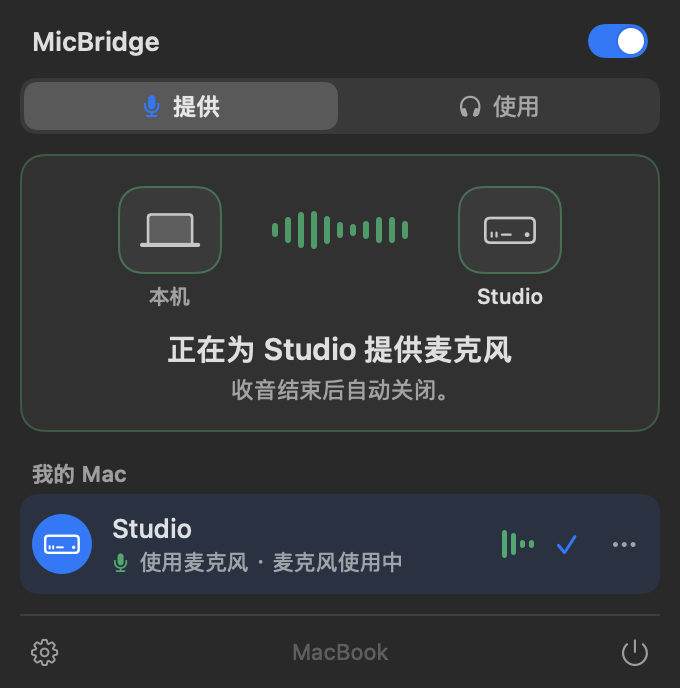 MicBridge
提供
使用
本机
Studio
正在为 Studio 提供麦克风
收音结束后自动关闭。
我的 Mac
Studio
使用麦克风 · 麦克风使用中
MacBook